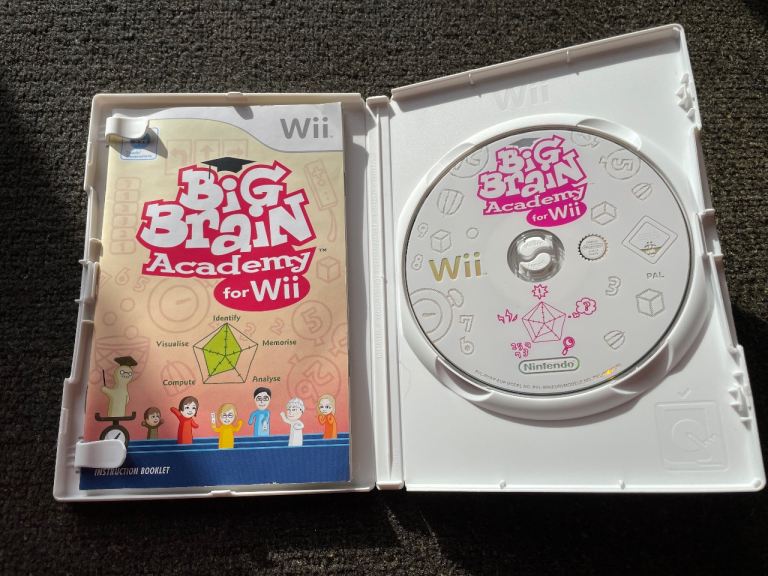 Wii
BiG
BRaiN
Academy
for Wii
™
Identify
Visualise
Memorise
Compute
Analyse
INSTRUCTION BOOKLET
Wii
BiG
BRaiN
Academy
for Wii
Wii
PAL
Nintendo